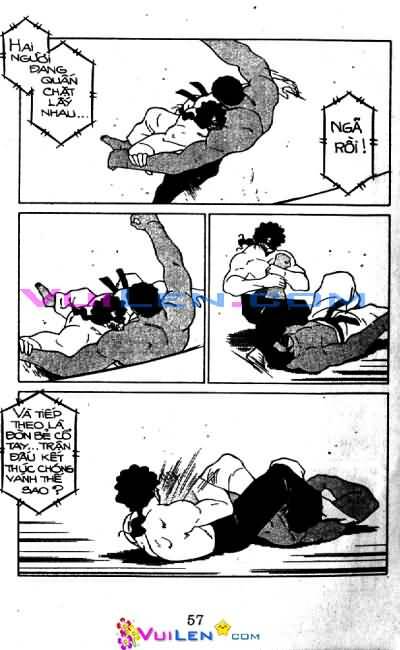 HAI
NGƯỜI
ĐANG
QUẤN
CHẶT
LẤY
NHAU...
NGÃ
RỒI!
VUILEN.COM
VÀ TIẾP
THEO LÀ
ĐÒN BẺ CỔ
TAY... TRẬN
ĐẤU KẾT
THÚC CHÓNG
VÁNH THẾ
SAO?
57
VUILEN
.com